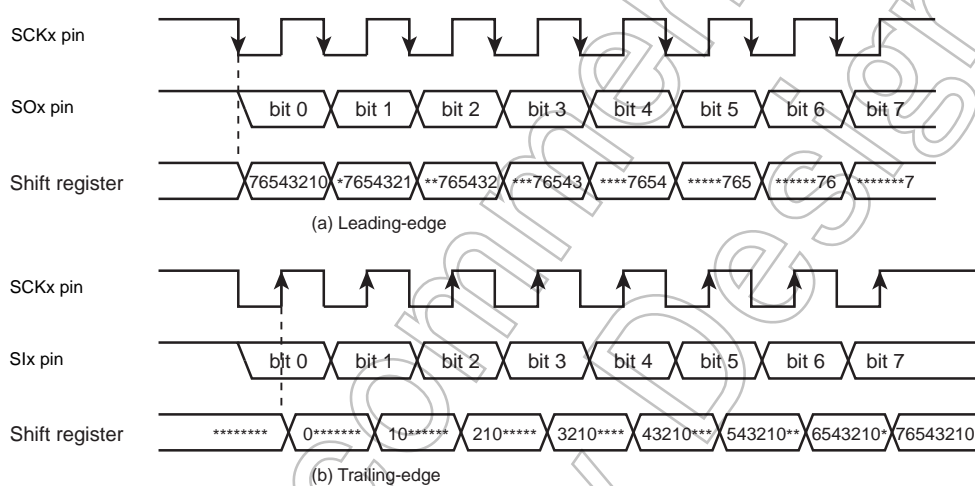 SCKx pin
SOx pin bit 0 bit 1 bit 2 bit 3 bit 4 bit 5 bit 6 bit 7
Shift register 76543210 *7654321 **765432 ***76543 ****7654 *****765 ******76 *******7
(a) Leading-edge
SCKx pin
SIx pin bit 0 bit 1 bit 2 bit 3 bit 4 bit 5 bit 6 bit 7
Shift register ******** 0******* 10****** 210***** 3210**** 43210*** 543210** 6543210* 76543210
(b) Trailing-edge